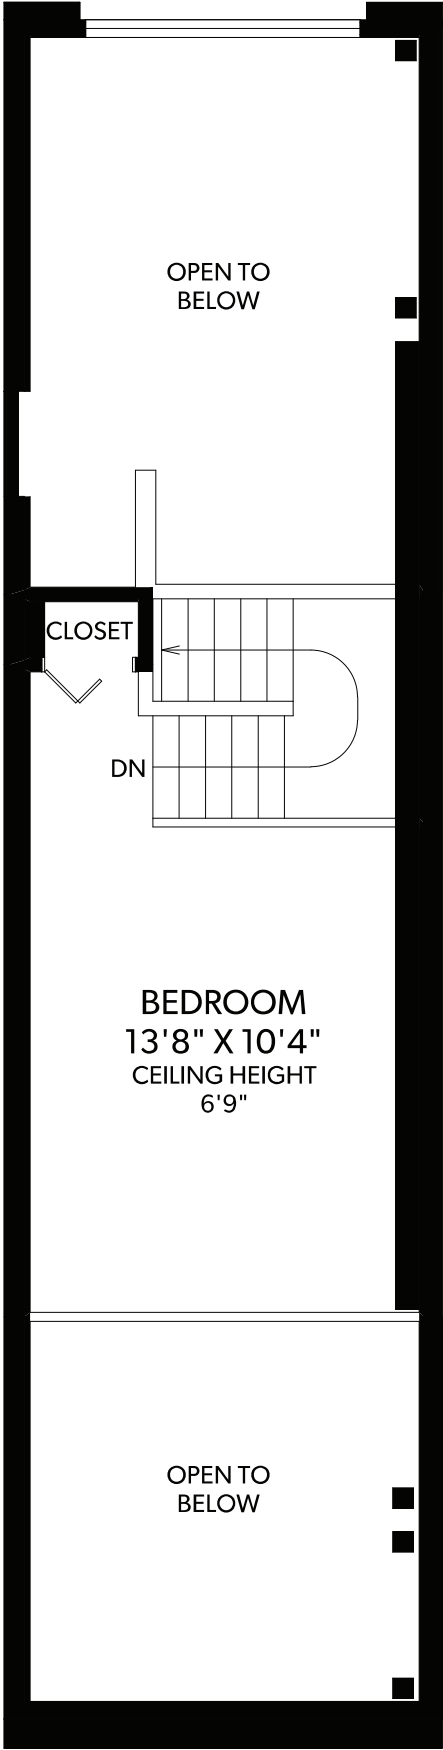 OPEN TO
BELOW
CLOSET
DN
BEDROOM
13'8" X 10'4"
CEILING HEIGHT
6'9"
OPEN TO
BELOW